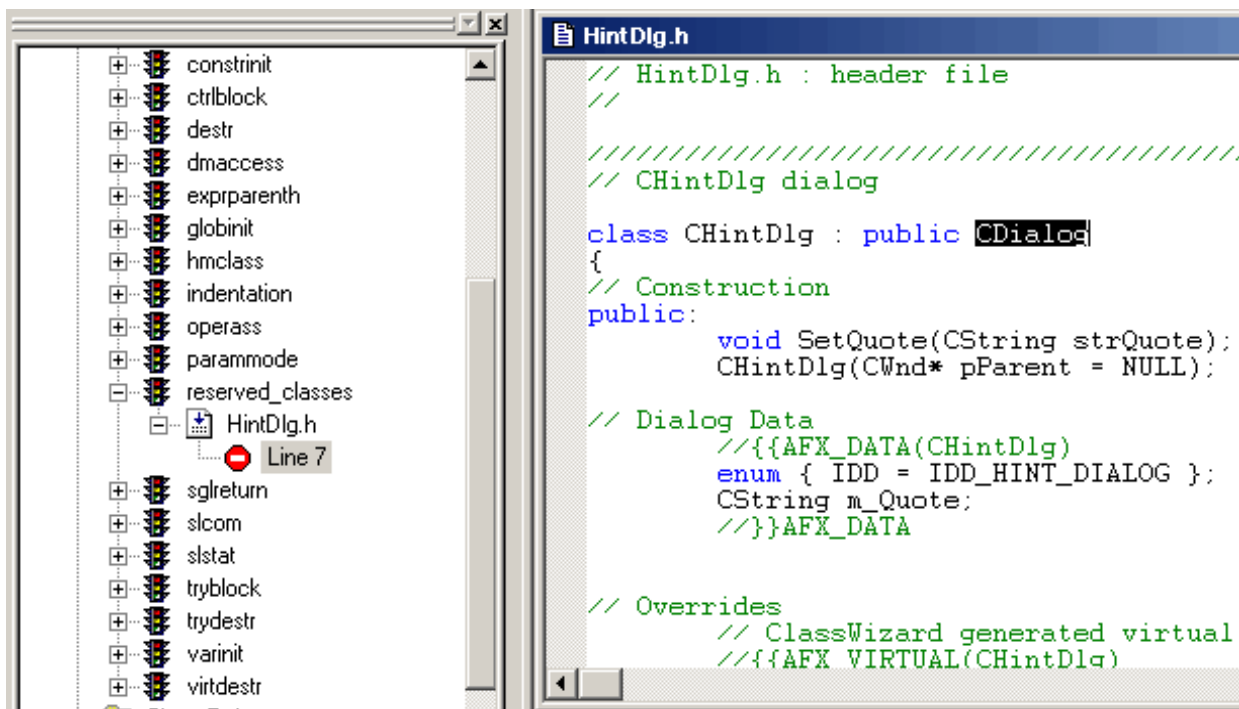 constrinit
ctrlblock
destr
dmaccess
exprparenth
globinit
hmclass
indentation
operass
parammode
reserved_classes
HintDlg.h
Line 7
sglreturn
slcom
slstat
tryblock
trydestr
varinit
virtdestr
HintDlg.h
// HintDlg.h : header file
//
/////////////////////////////////////////
// CHintDlg dialog
class CHintDlg : public CDialog
{
// Construction
public:
void SetQuote(CString strQuote);
CHintDlg(CWnd* pParent = NULL);
// Dialog Data
//{{AFX_DATA(CHintDlg)
enum { IDD = IDD_HINT_DIALOG };
CString m_Quote;
//}}AFX_DATA
// Overrides
// ClassWizard generated virtual
//{{AFX_VIRTUAL(CHintDlg)